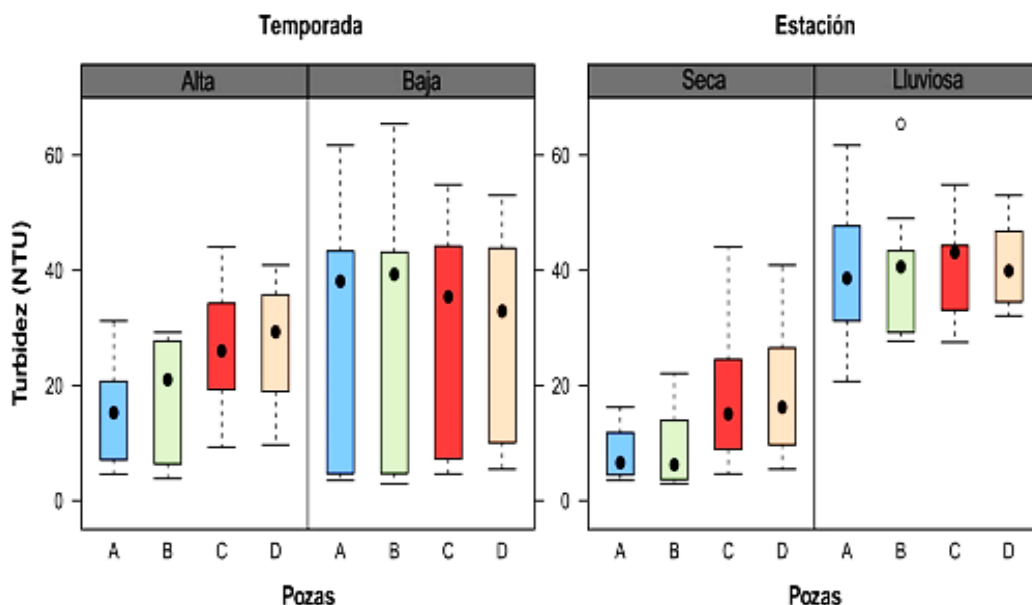 Temporada Estación
Alta Baja Seca Lluviosa
60 60
40 40
20 20
0 0
Turbidez (NTU)
A B C D A B C D A B C D A B C D
Pozas Pozas